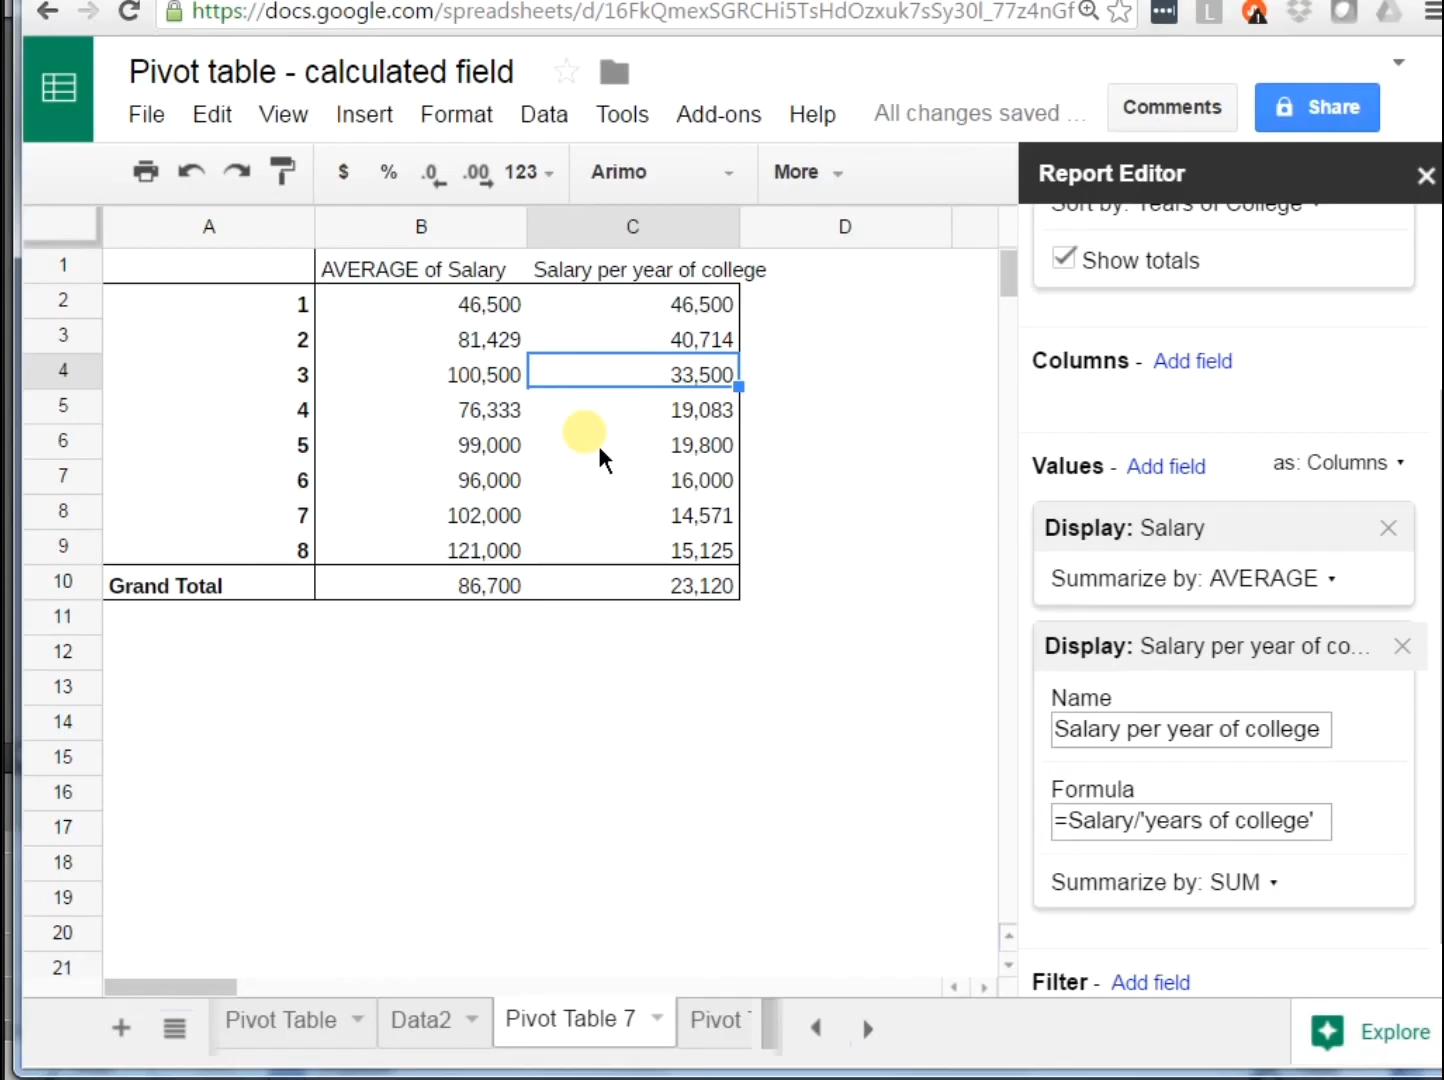 https://docs.google.com/spreadsheets/d/16FkQmexSGRCHi5TsHdOzxuk7sSy30l_77z4nGf
L
Pivot table - calculated field
File Edit View Insert Format Data Tools Add-ons Help All changes saved ... Comments Share
$ % .0 .00 123 Arimo More
Report Editor
A B C D
Sort by: Years of College
Show totals
1 AVERAGE of Salary Salary per year of college
2 1 46,500 46,500
3 2 81,429 40,714
4 3 100,500 33,500
5 4 76,333 19,083
6 5 99,000 19,800
7 6 96,000 16,000
8 7 102,000 14,571
9 8 121,000 15,125
10 Grand Total 86,700 23,120
11
12
13
14
15
16
17
18
19
20
21
Columns - Add field
Values - Add field as: Columns
Display: Salary
Summarize by: AVERAGE
Display: Salary per year of co...
Name
Salary per year of college
Formula
=Salary/'years of college'
Summarize by: SUM
Filter - Add field
+ Pivot Table Data2 Pivot Table 7 Pivot
Explore